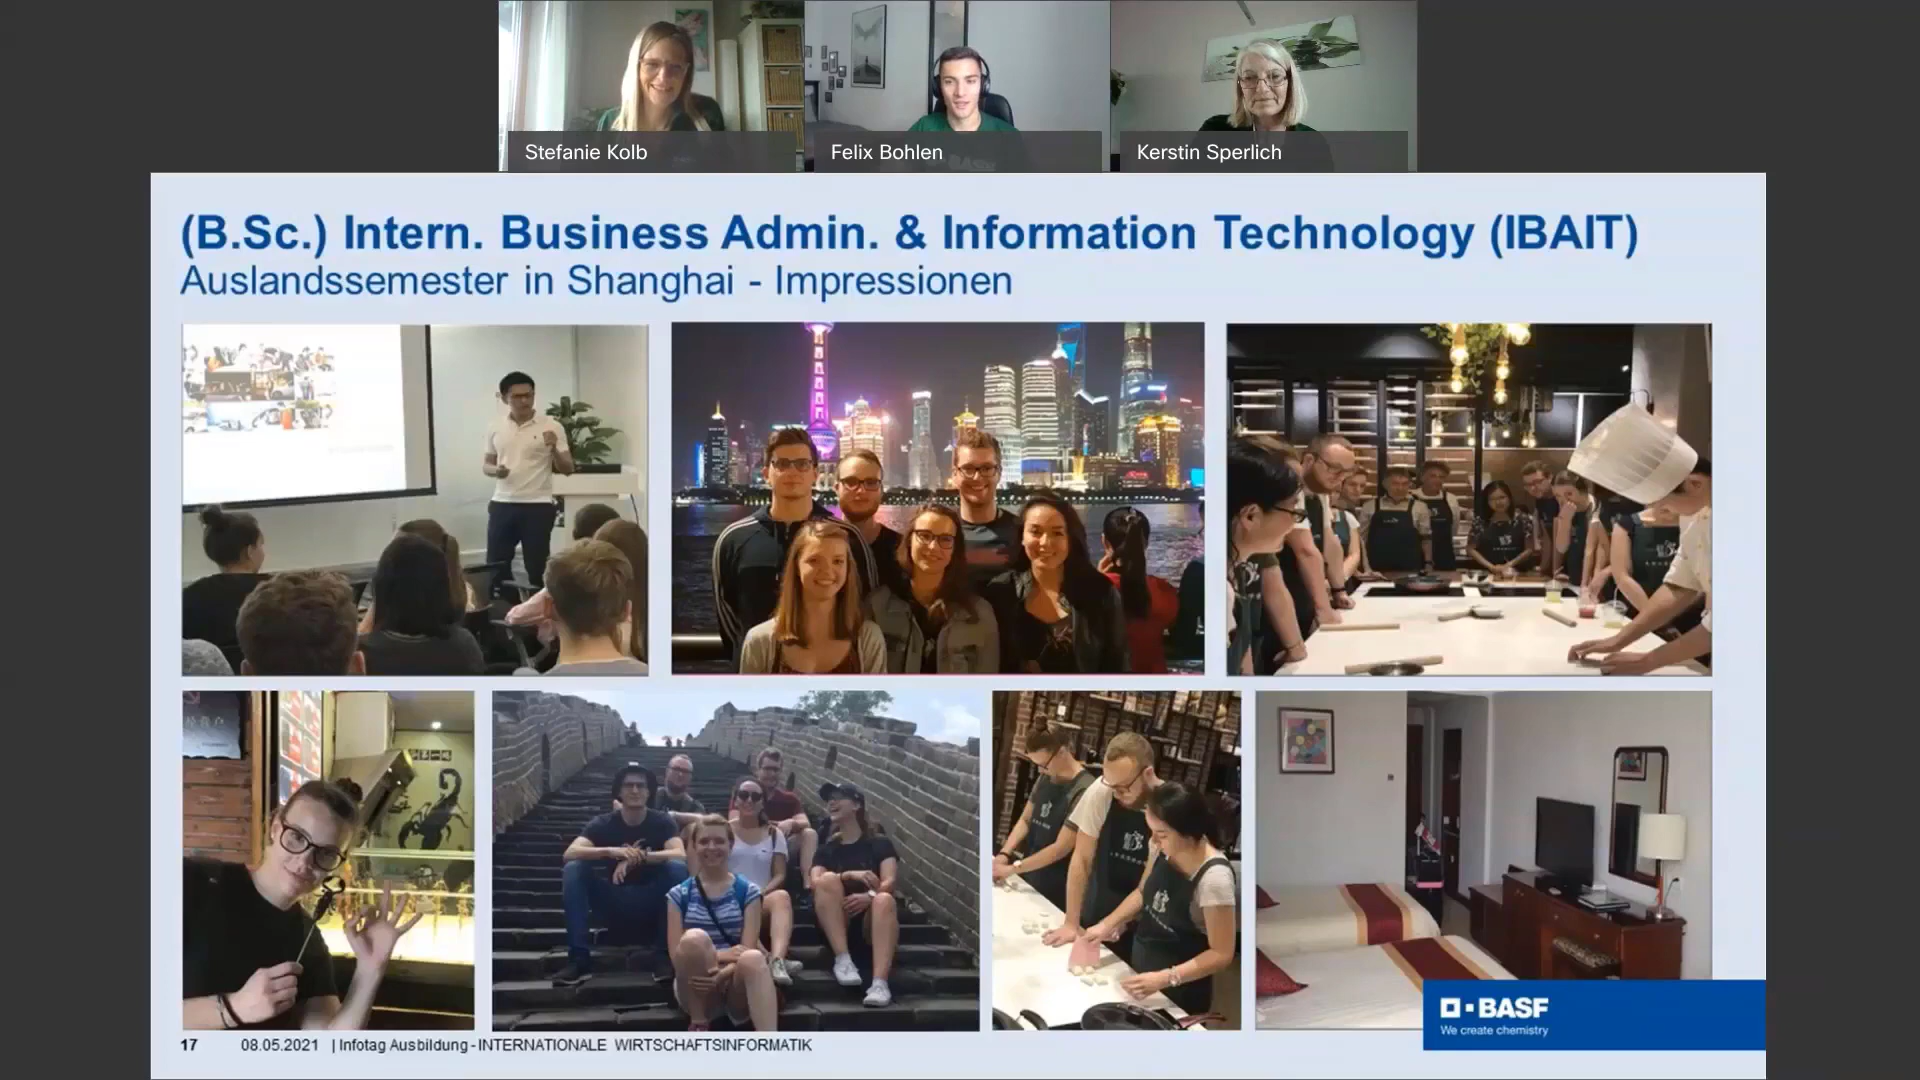 Stefanie Kolb
Felix Bohlen
Kerstin Sperlich
(B.Sc.) Intern. Business Admin. & Information Technology (IBAIT)
Auslandssemester in Shanghai - Impressionen
BASF
We create chemistry
17 08.05.2021 | Infotag Ausbildung - INTERNATIONALE WIRTSCHAFTSINFORMATIK